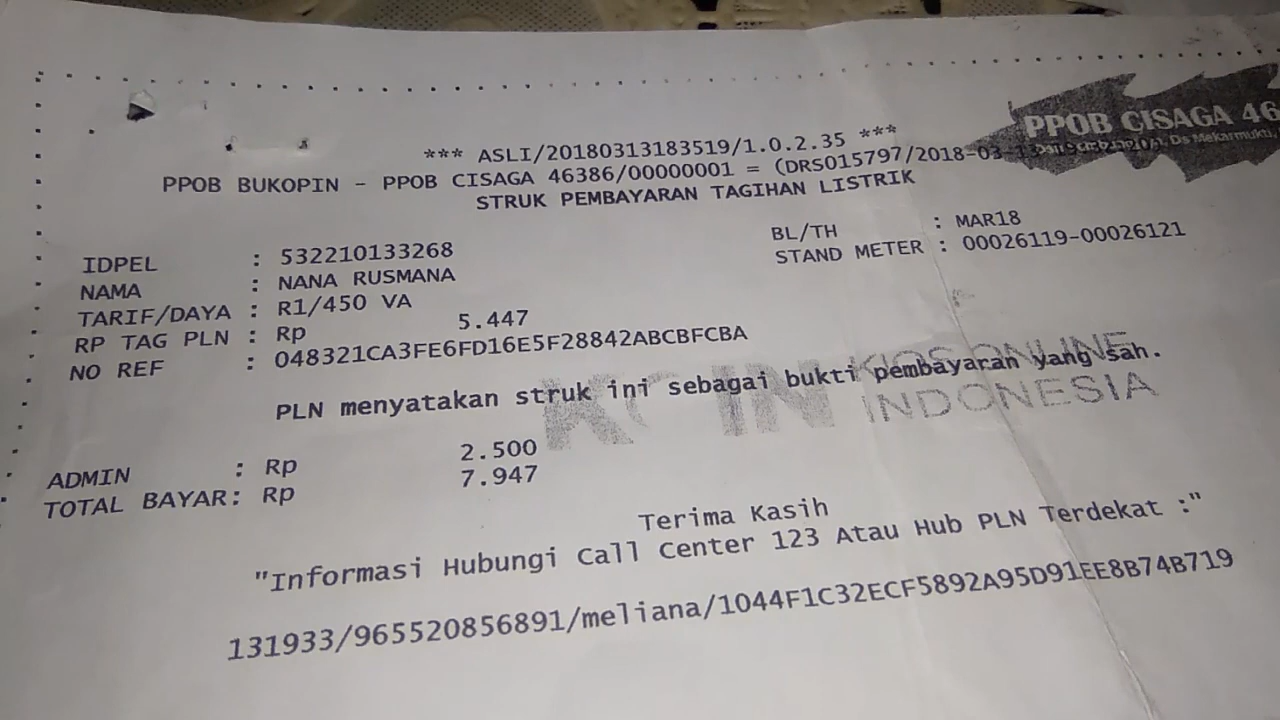 PPOB CISAGA 46
*** ASLI/20180313183519/1.0.2.35 ***
PPOB BUKOPIN - PPOB CISAGA 46386/00000001 = (DRS015797/2018-03-
STRUK PEMBAYARAN TAGIHAN LISTRIK
IDPEL : 532210133268 BL/TH : MAR18
NAMA : NANA RUSMANA STAND METER : 00026119-00026121
TARIF/DAYA : R1/450 VA
RP TAG PLN : Rp 5.447
NO REF : 048321CA3FE6FD16E5F28842ABCBFCBA
KIOS ONLINE
INDONESIA
PLN menyatakan struk ini sebagai bukti pembayaran yang sah.
ADMIN : Rp 2.500
TOTAL BAYAR: Rp 7.947
Terima Kasih
"Informasi Hubungi Call Center 123 Atau Hub PLN Terdekat :"
131933/965520856891/meliana/1044F1C32ECF5892A95D91EE8B74B719